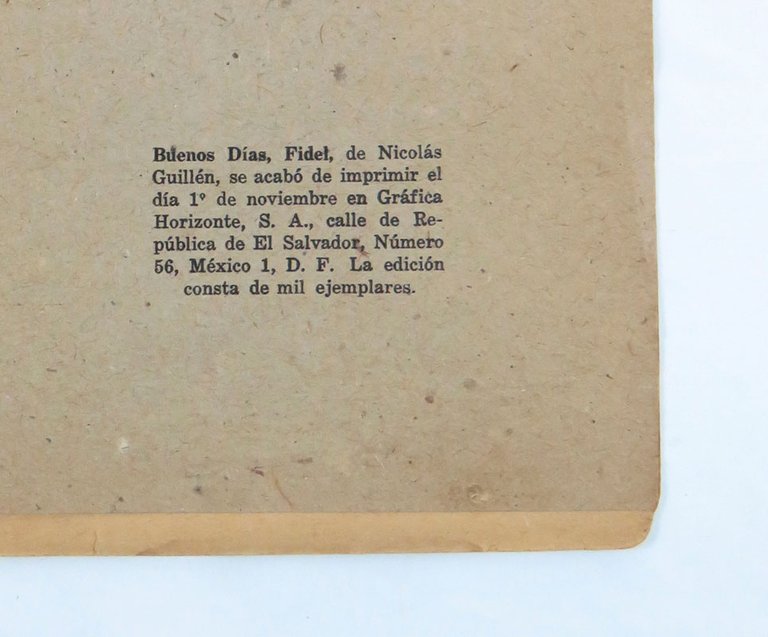 Buenos Días, Fidel, de Nicolás
Guillén, se acabó de imprimir el
día 1º de noviembre en Gráfica
Horizonte, S. A., calle de Re-
pública de El Salvador, Número
56, México 1, D. F. La edición
consta de mil ejemplares.